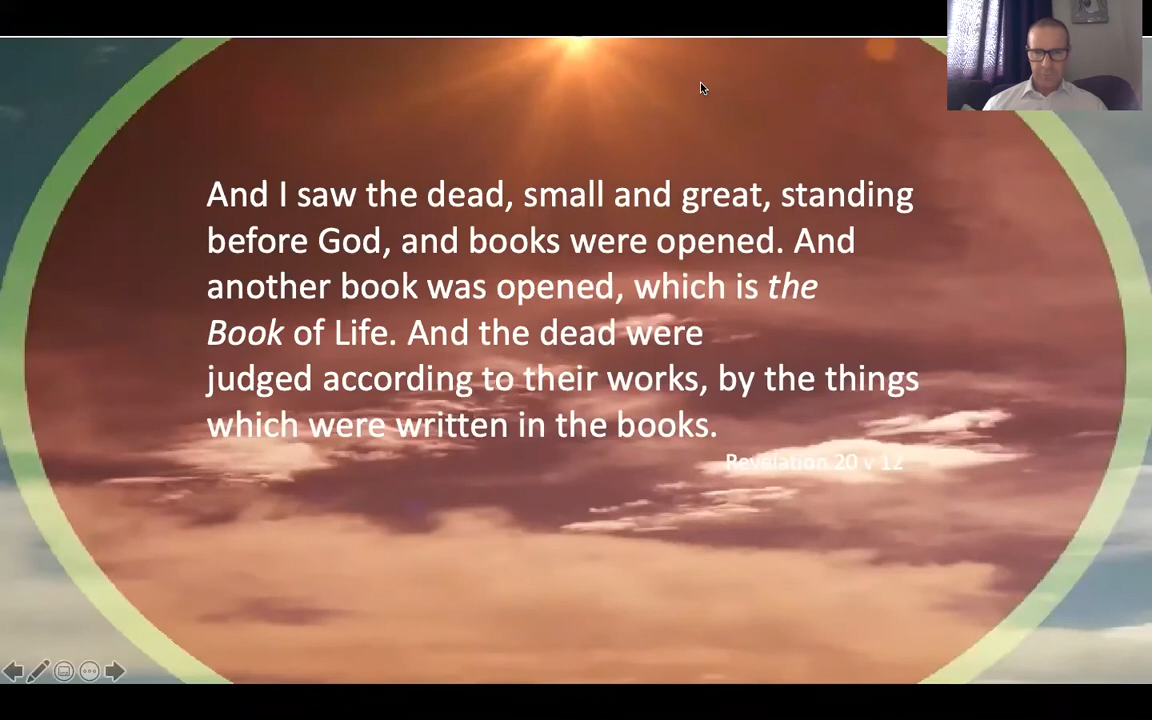 And I saw the dead, small and great, standing
before God, and books were opened. And
another book was opened, which is the
Book of Life. And the dead were
judged according to their works, by the things
which were written in the books.
Revelation 20 v 12